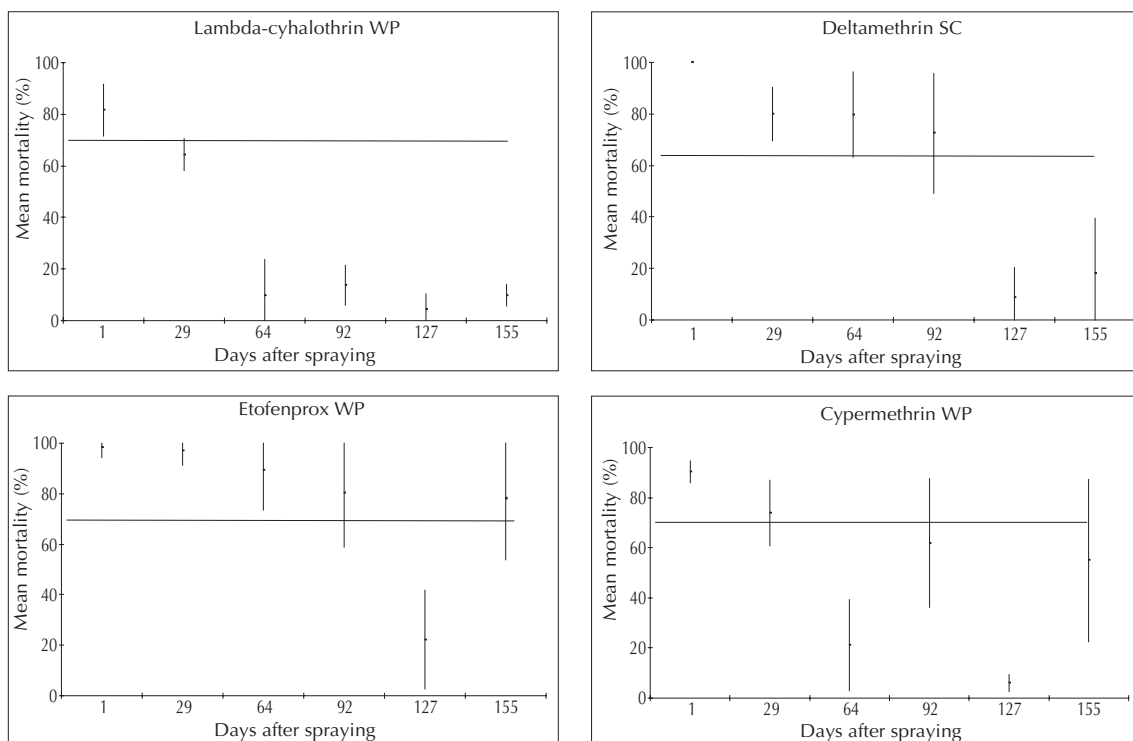 Lambda-cyhalothrin WP
Mean mortality (%)
100
80
60
40
20
0
1 29 64 92 127 155
Days after spraying
Deltamethrin SC
Mean mortality (%)
100
80
60
40
20
0
1 29 64 92 127 155
Days after spraying
Etofenprox WP
Mean mortality (%)
100
80
60
40
20
0
1 29 64 92 127 155
Days after spraying
Cypermethrin WP
Mean mortality (%)
100
80
60
40
20
0
1 29 64 92 127 155
Days after spraying